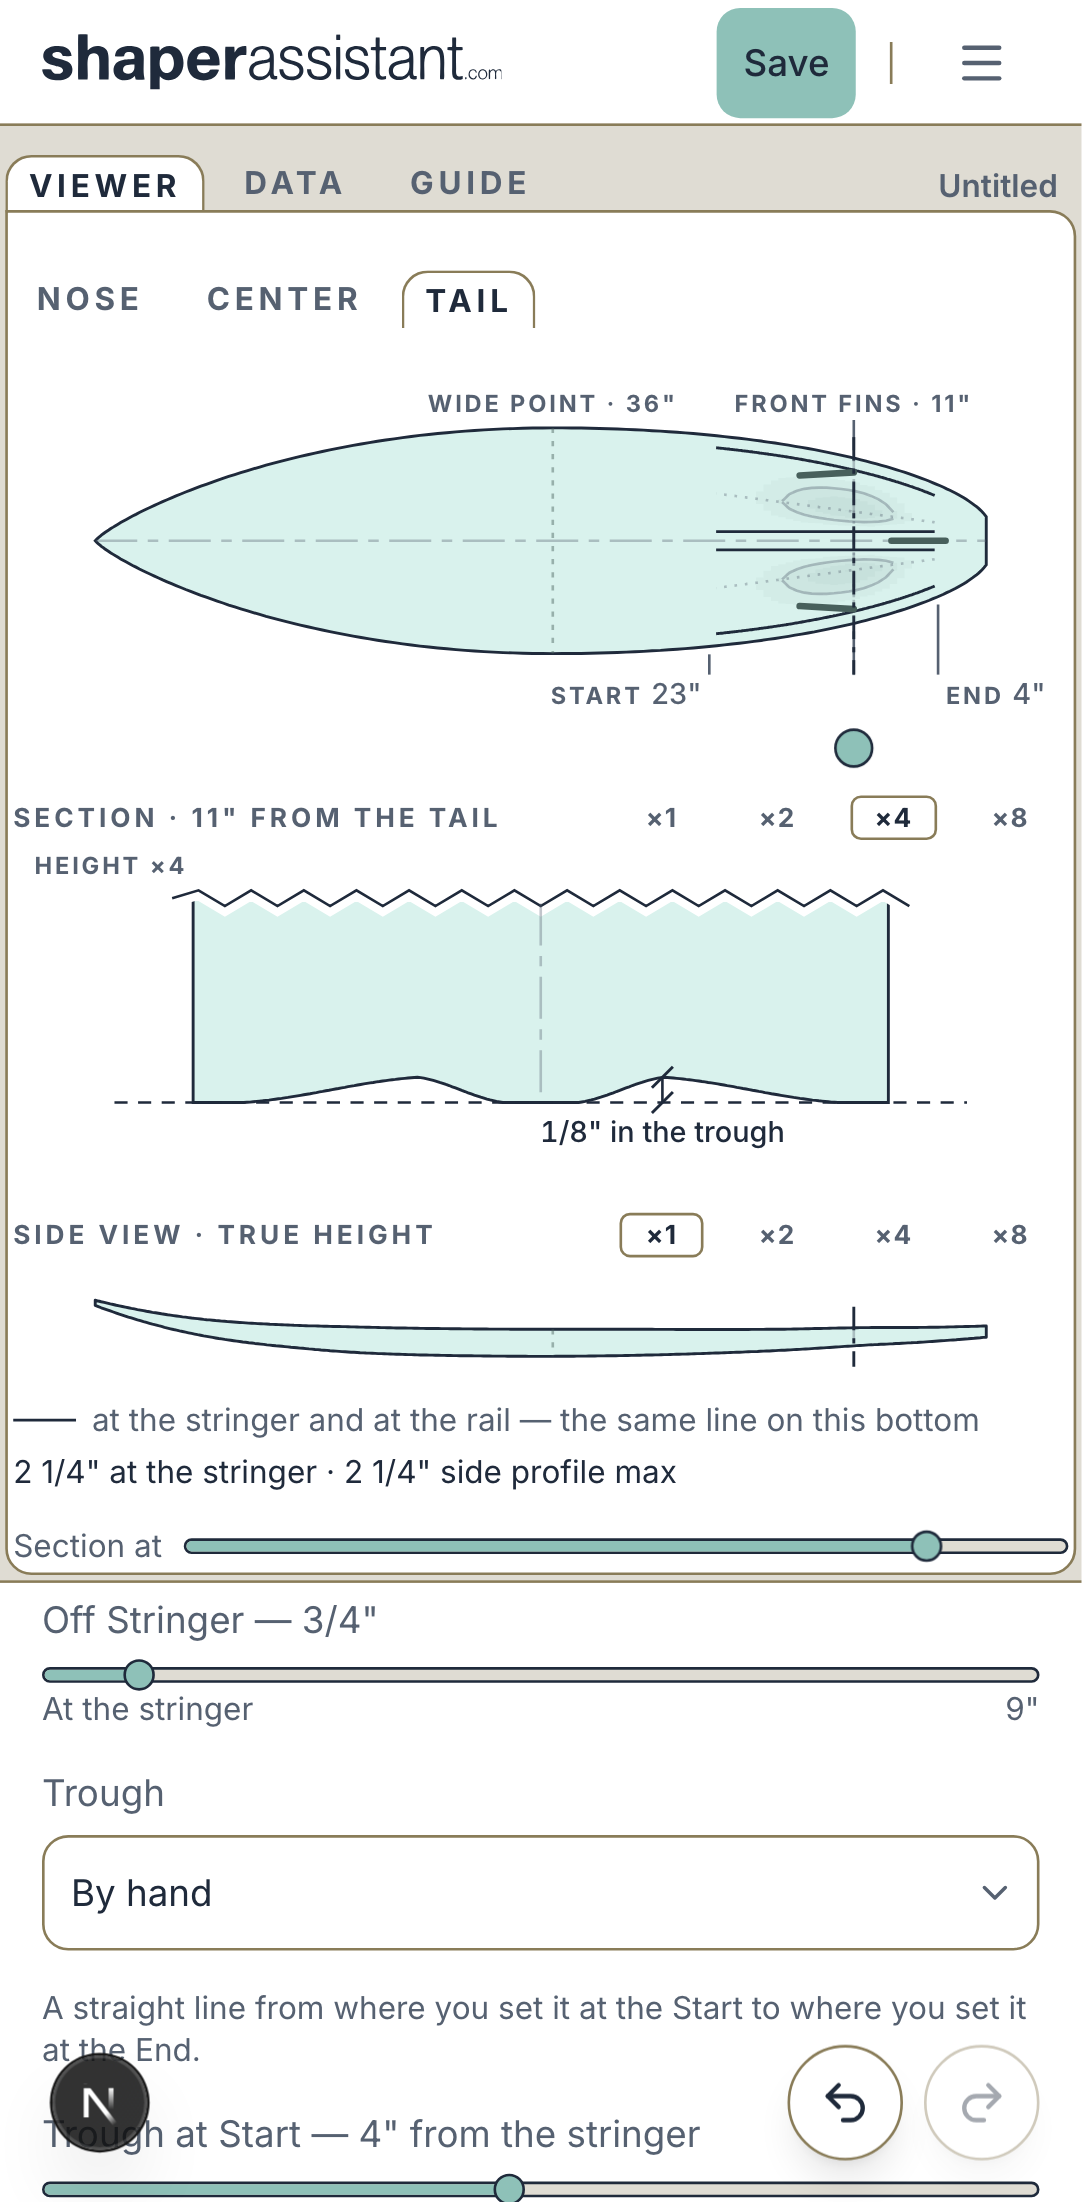 shaperassistant.com
Save
VIEWER DATA GUIDE Untitled
NOSE CENTER TAIL
WIDE POINT · 36" FRONT FINS · 11"
START 23" END 4"
SECTION · 11" FROM THE TAIL ×1 ×2 ×4 ×8
HEIGHT ×4
1/8" in the trough
SIDE VIEW · TRUE HEIGHT ×1 ×2 ×4 ×8
at the stringer and at the rail — the same line on this bottom
2 1/4" at the stringer · 2 1/4" side profile max
Section at
Off Stringer — 3/4"
At the stringer 9"
Trough
By hand
A straight line from where you set it at the Start to where you set it
at the End.
N
Trough at Start — 4" from the stringer